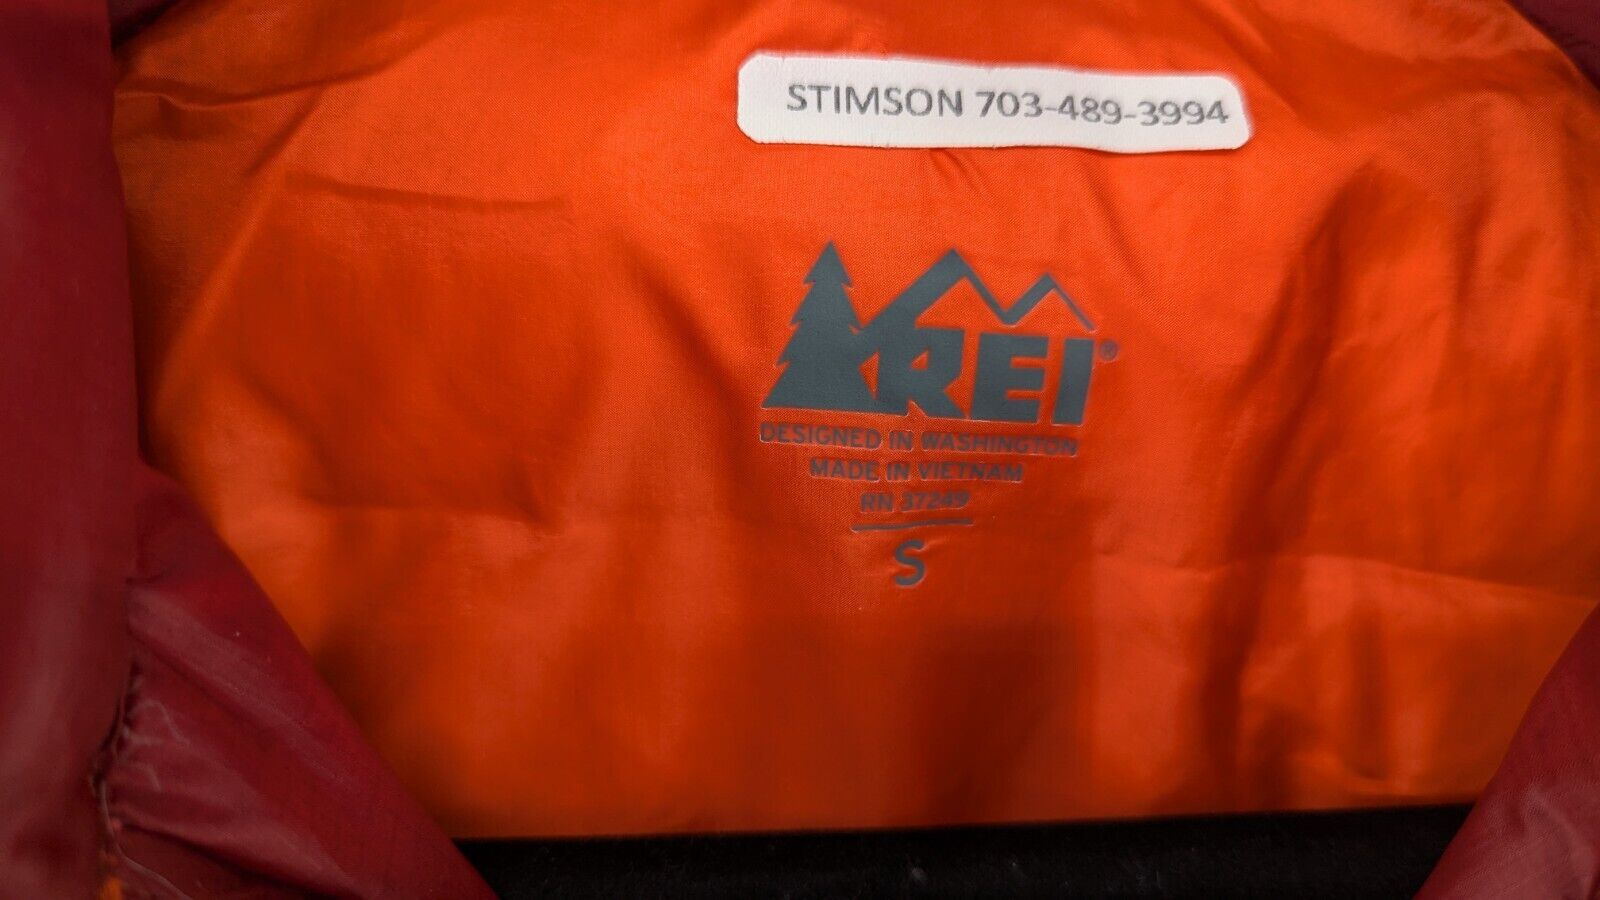 STIMSON 703-489-3994
REI®
DESIGNED IN WASHINGTON
MADE IN VIETNAM
RN 37249
S